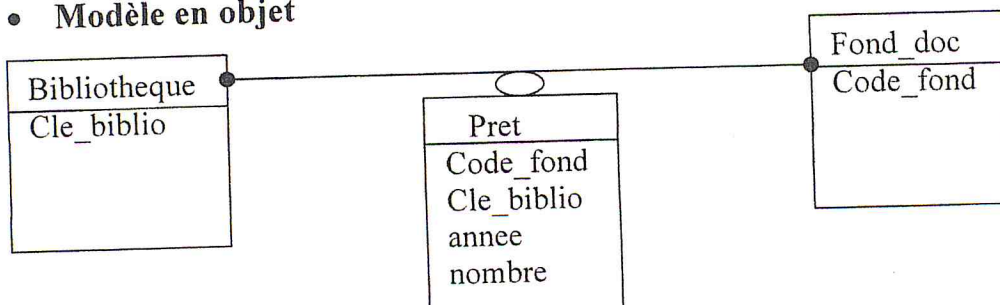 • Modèle en objet
Bibliotheque
Cle_biblio
Pret
Code_fond
Cle_biblio
annee
nombre
Fond_doc
Code_fond